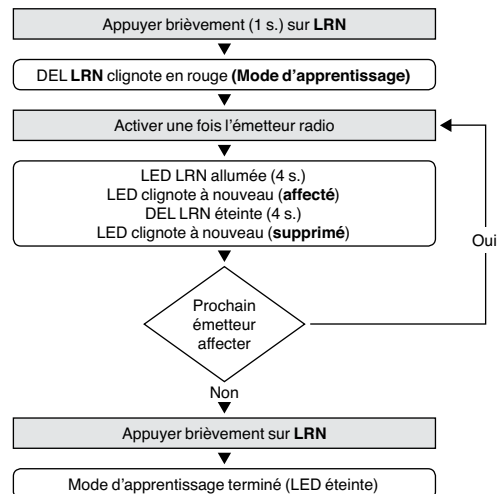 Appuyer brièvement (1 s.) sur LRN
DEL LRN clignote en rouge (Mode d'apprentissage)
Activer une fois l'émetteur radio
LED LRN allumée (4 s.)
LED clignote à nouveau (affecté)
DEL LRN éteinte (4 s.)
LED clignote à nouveau (supprimé)
Oui
Prochain
émetteur
affecter
Non
Appuyer brièvement sur LRN
Mode d'apprentissage terminé (LED éteinte)